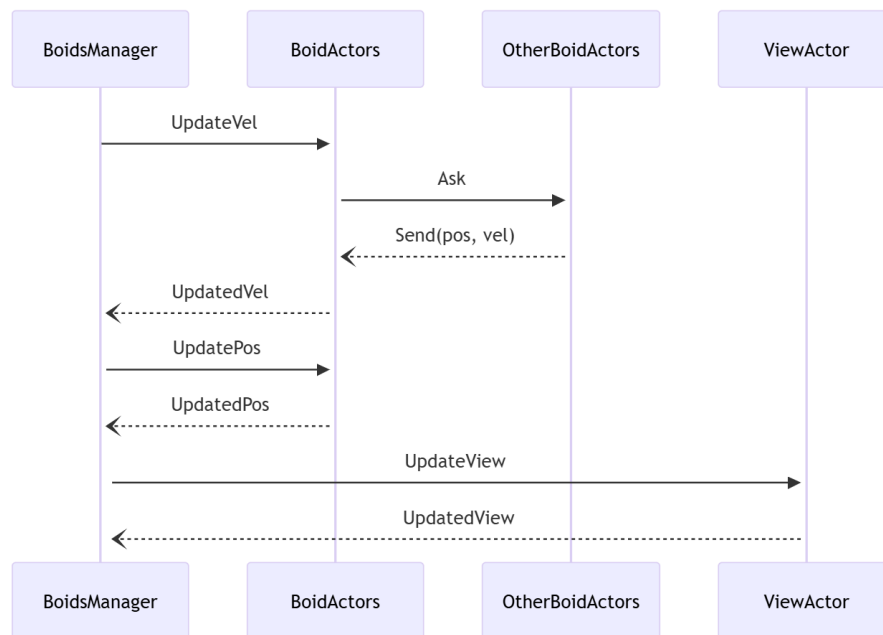 BoidsManager
BoidActors
OtherBoidActors
ViewActor
UpdateVel
Ask
Send(pos, vel)
UpdatedVel
UpdatePos
UpdatedPos
UpdateView
UpdatedView
BoidsManager
BoidActors
OtherBoidActors
ViewActor